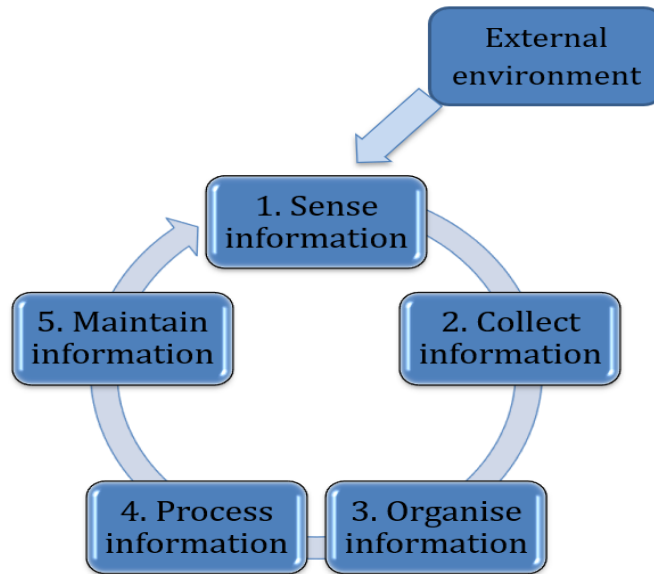 External
environment
1. Sense
information
2. Collect
information
3. Organise
information
4. Process
information
5. Maintain
information